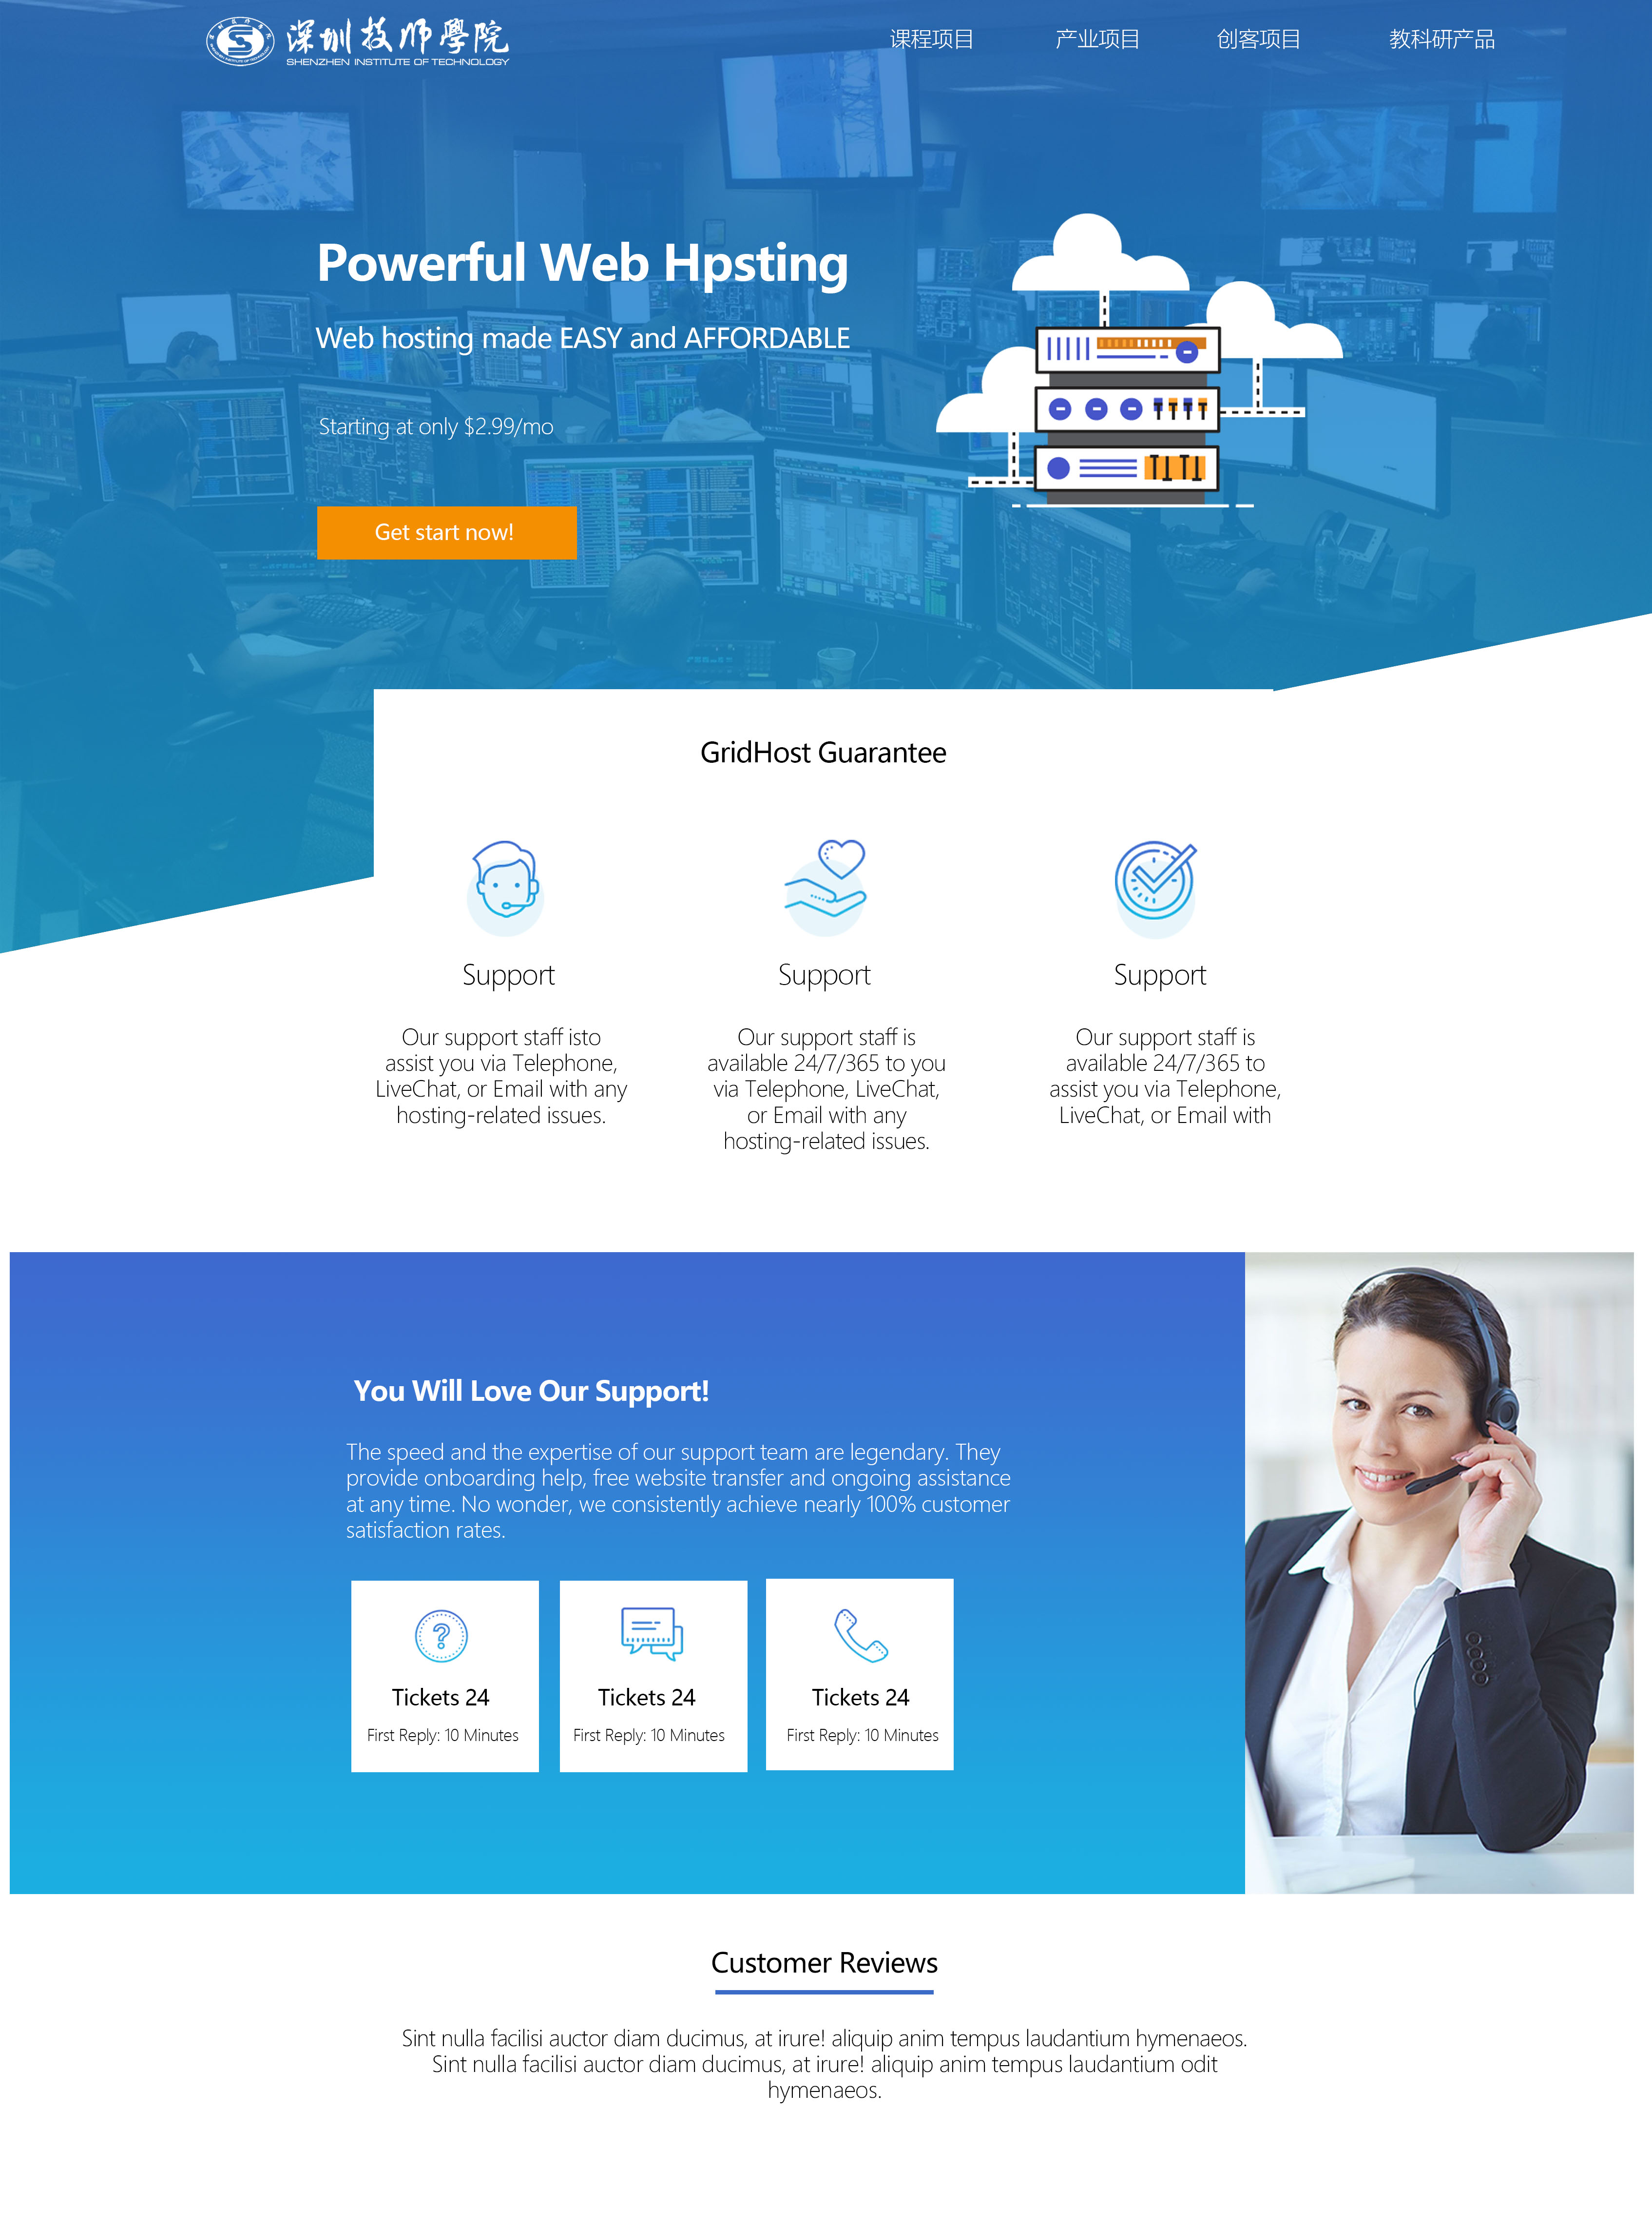 深圳技师學院
SHENZHEN INSTITUTE OF TECHNOLOGY
课程项目 产业项目 创客项目 教科研产品
Powerful Web Hpsting
Web hosting made EASY and AFFORDABLE
Starting at only $2.99/mo
Get start now!
GridHost Guarantee
Support
Our support staff isto
assist you via Telephone,
LiveChat, or Email with any
hosting-related issues.
Support
Our support staff is
available 24/7/365 to you
via Telephone, LiveChat,
or Email with any
hosting-related issues.
Support
Our support staff is
available 24/7/365 to
assist you via Telephone,
LiveChat, or Email with
You Will Love Our Support!
The speed and the expertise of our support team are legendary. They
provide onboarding help, free website transfer and ongoing assistance
at any time. No wonder, we consistently achieve nearly 100% customer
satisfaction rates.
Tickets 24
First Reply: 10 Minutes
Tickets 24
First Reply: 10 Minutes
Tickets 24
First Reply: 10 Minutes
Customer Reviews
Sint nulla facilisi auctor diam ducimus, at irure! aliquip anim tempus laudantium hymenaeos.
Sint nulla facilisi auctor diam ducimus, at irure! aliquip anim tempus laudantium odit
hymenaeos.